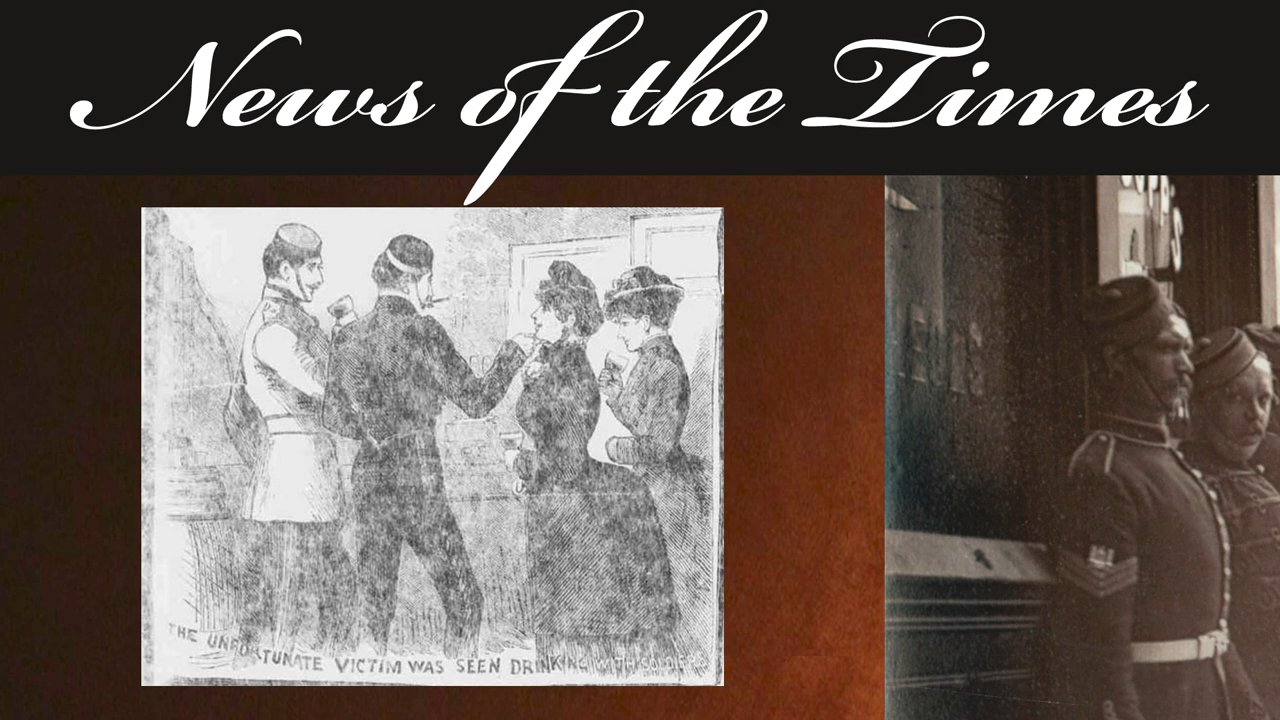 News of the Times
THE UNFORTUNATE VICTIM WAS SEEN DRINKING WITH SOLDIERS